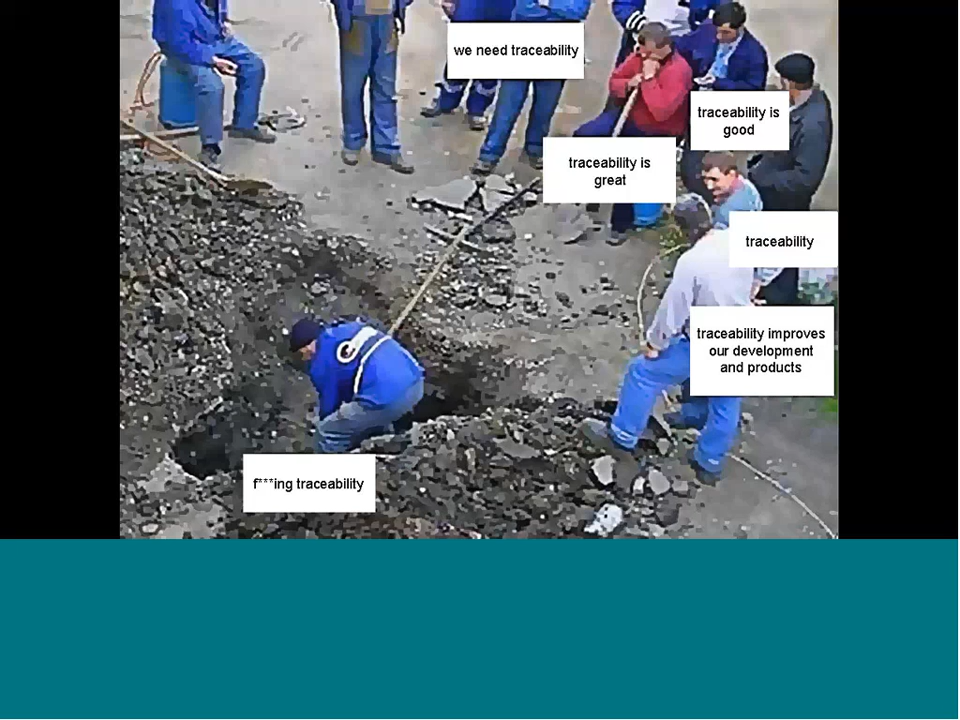 we need traceability
traceability is
good
traceability is
great
traceability
traceability improves
our development
and products
f***ing traceability